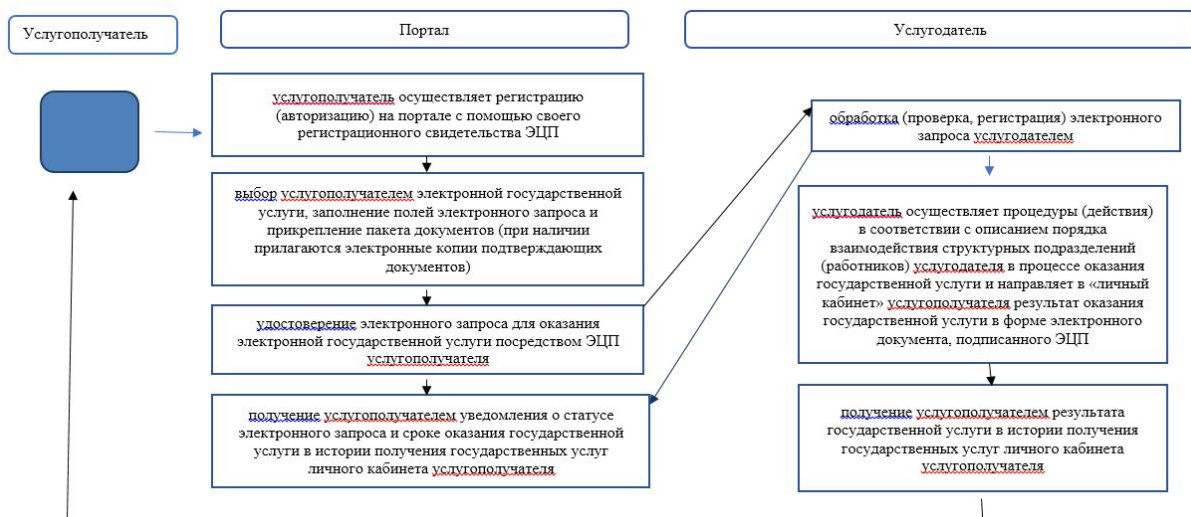 Услугополучатель
Портал
Услугодатель
услугополучатель осуществляет регистрацию
(авторизацию) на портале с помощью своего
регистрационного свидетельства ЭЦП
выбор услугополучателем электронной государственной
услуги, заполнение полей электронного запроса и
прикрепление пакета документов (при наличии
прилагаются электронные копии подтверждающих
документов)
удостоверение электронного запроса для оказания
электронной государственной услуги посредством ЭЦП
услугополучателя
получение услугополучателем уведомления о статусе
электронного запроса и сроке оказания государственной
услуги в истории получения государственных услуг
личного кабинета услугополучателя
обработка (проверка, регистрация) электронного
запроса услугодателем
услугодатель осуществляет процедуры (действия)
в соответствии с описанием порядка
взаимодействия структурных подразделений
(работников) услугодателя в процессе оказания
государственной услуги и направляет в «личный
кабинет» услугополучателя результат оказания
государственной услуги в форме электронного
документа, подписанного ЭЦП
получение услугополучателем результата
государственной услуги в истории получения
государственных услуг личного кабинета
услугополучателя